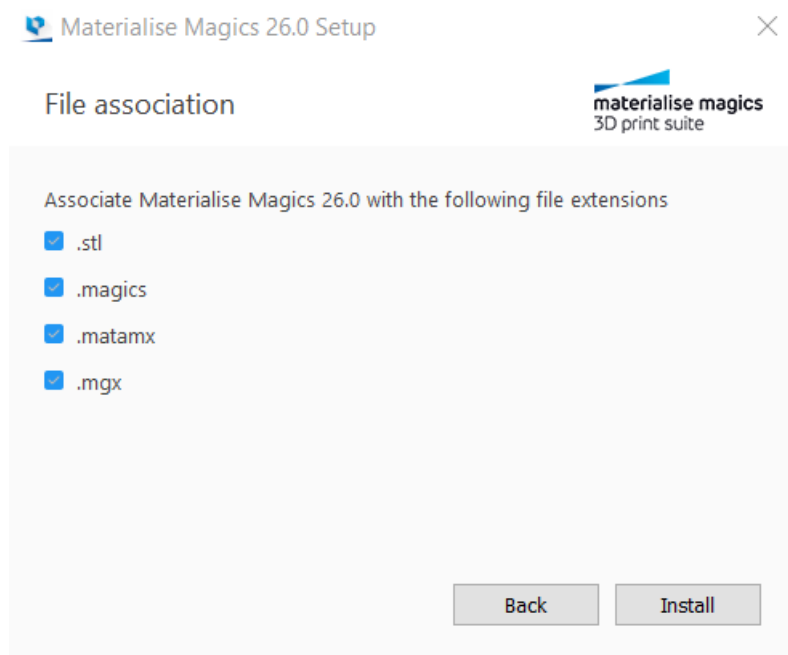 Materialise Magics 26.0 Setup
File association
materialise magics
3D print suite
Associate Materialise Magics 26.0 with the following file extensions
.stl
.magics
.matamx
.mgx
Back
Install